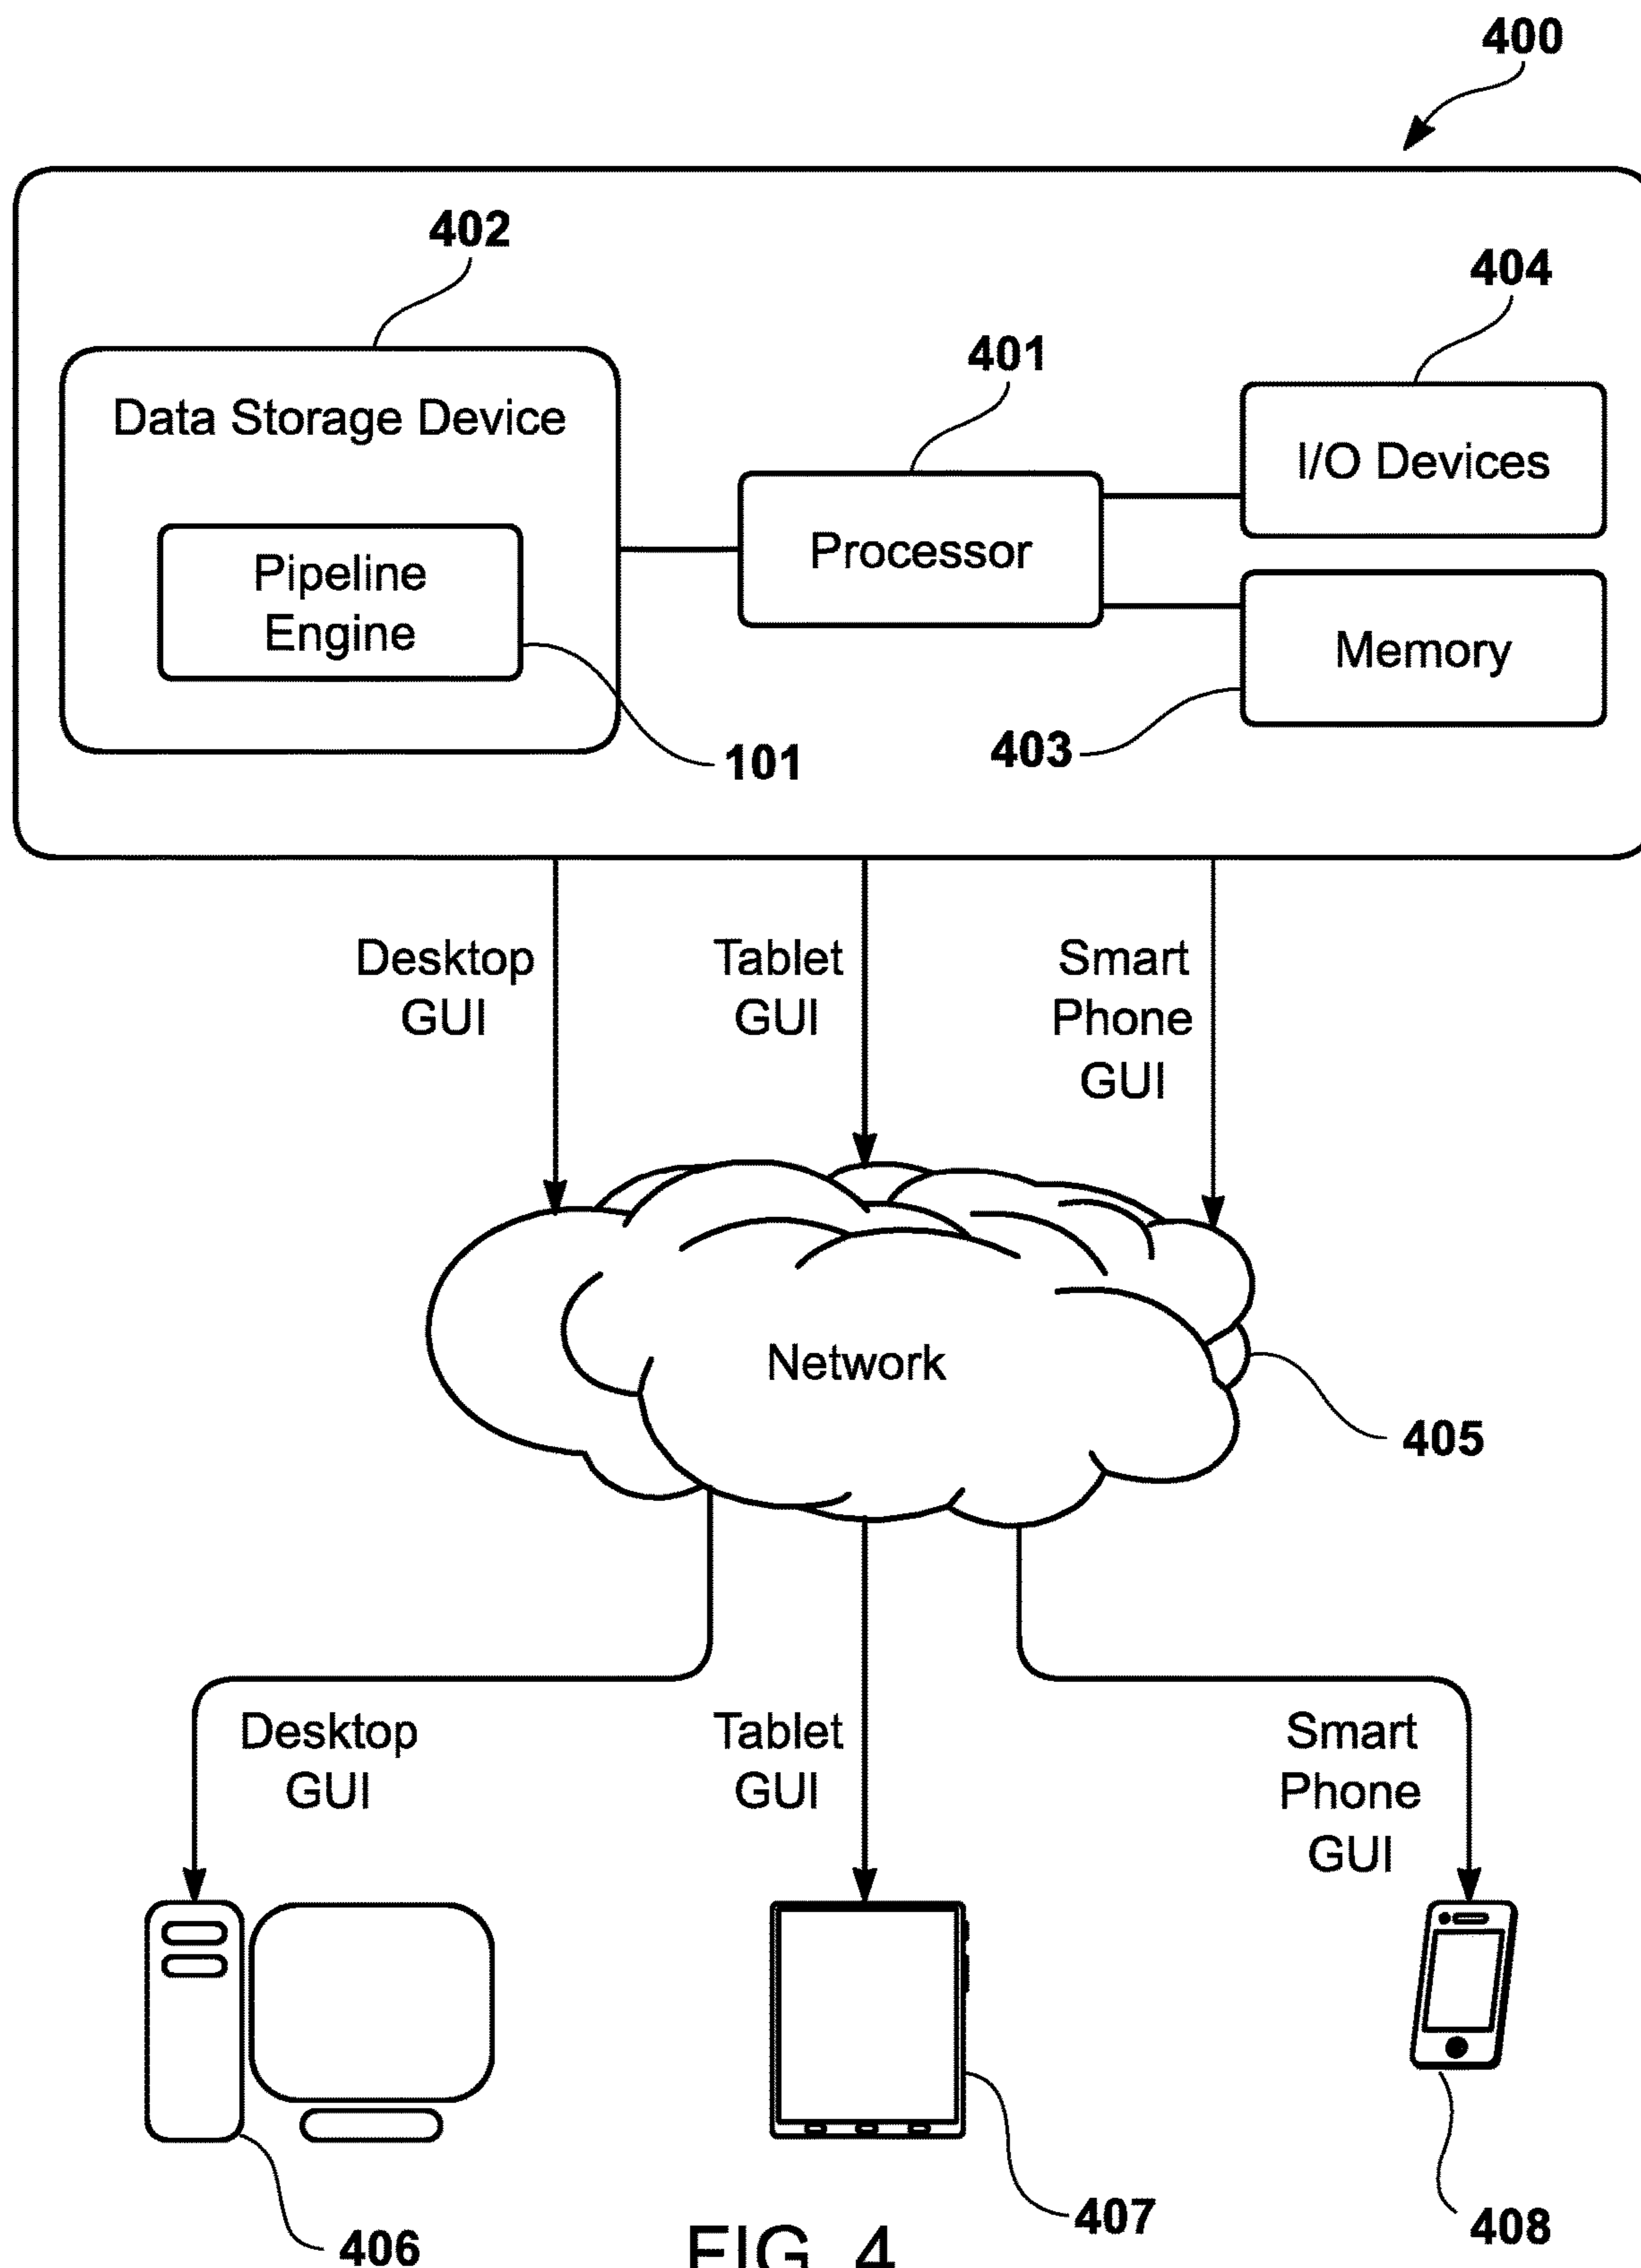 400
402
404
401
Data Storage Device
I/O Devices
Processor
Pipeline
Engine
Memory
403
101
Desktop
GUI
Tablet
GUI
Smart
Phone
GUI
Network
405
Desktop
GUI
Tablet
GUI
Smart
Phone
GUI
407
408
406
FIG. 4